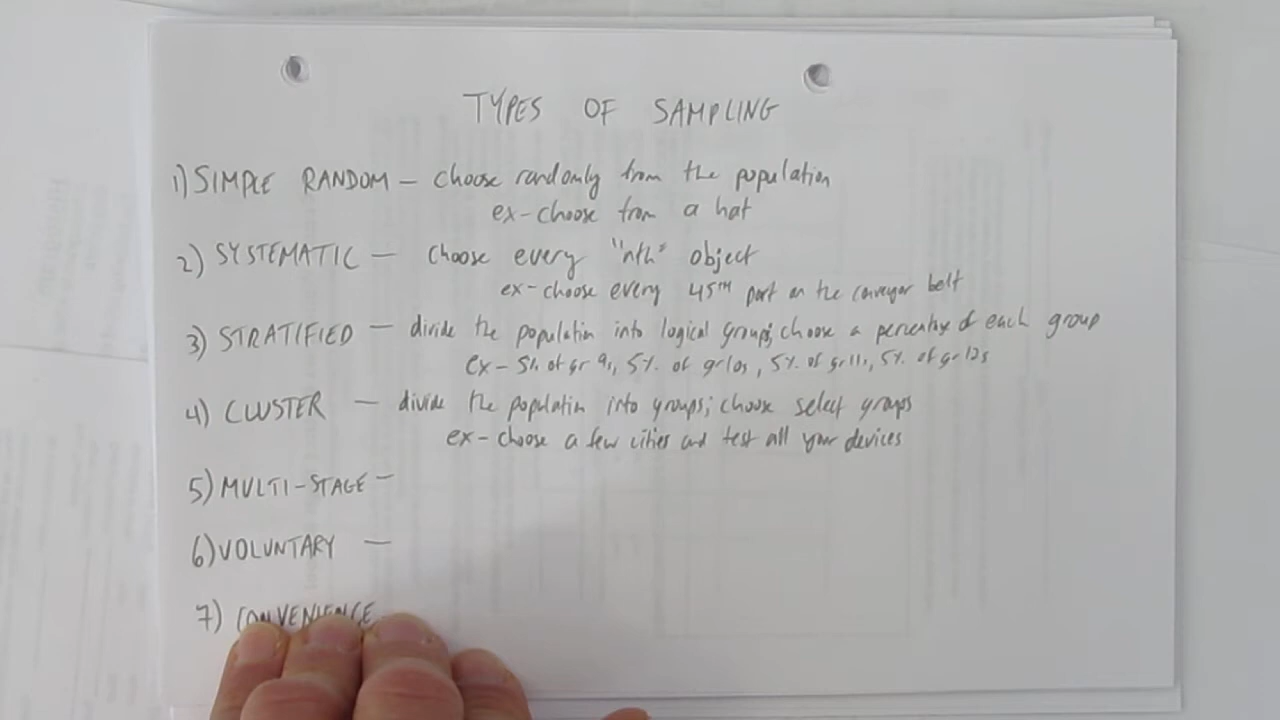 TYPES OF SAMPLING
1) SIMPLE RANDOM – choose randomly from the population
ex – choose from a hat
2) SYSTEMATIC – choose every "nth" object
ex – choose every 45TH part on the conveyor belt
3) STRATIFIED – divide the population into logical groups; choose a percentage of each group
ex – 5% of gr 9s, 5% of gr 10s, 5% of gr 11s, 5% of gr 12s
4) CLUSTER – divide the population into groups; choose select groups
ex – choose a few cities and test all your devices
5) MULTI-STAGE –
6) VOLUNTARY –
7) CONVENIENCE